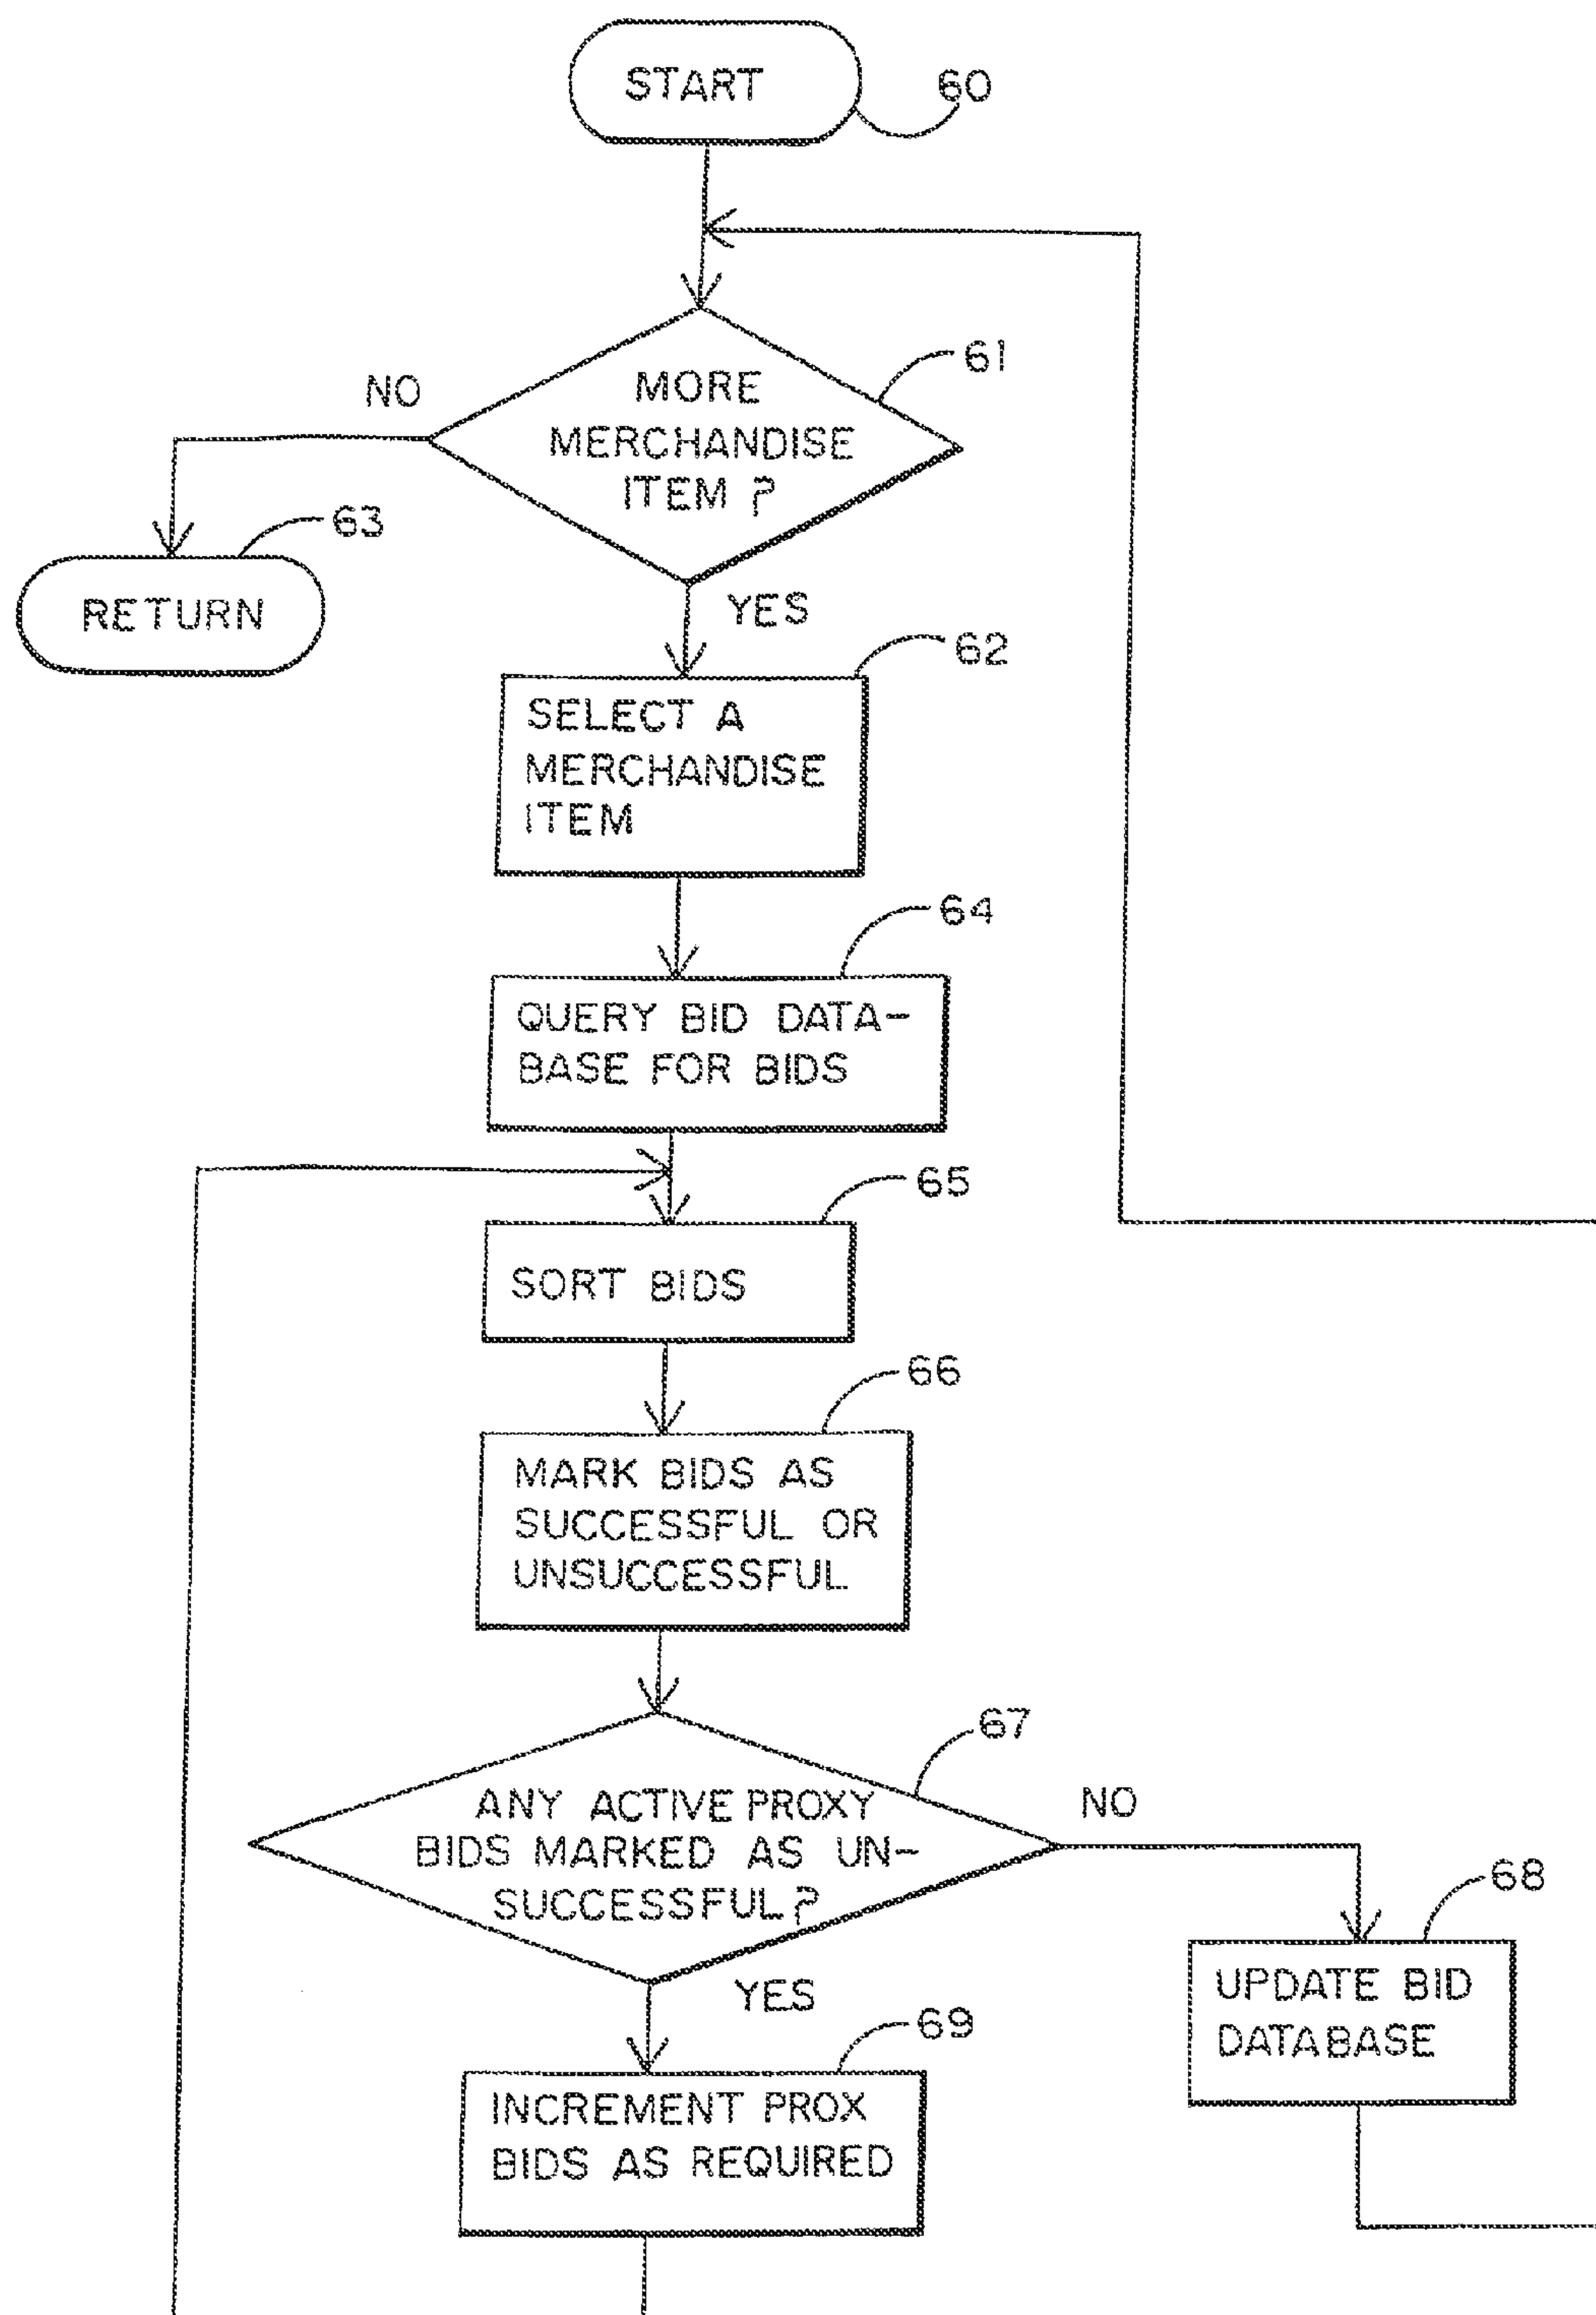 START
60
MORE
MERCHANDISE
ITEM ?
61
NO
63
RETURN
YES
62
SELECT A
MERCHANDISE
ITEM
64
QUERY BID DATA-
BASE FOR BIDS
65
SORT BIDS
66
MARK BIDS AS
SUCCESSFUL OR
UNSUCCESSFUL
67
ANY ACTIVE PROXY
BIDS MARKED AS UN-
SUCCESSFUL?
NO
68
UPDATE BID
DATABASE
YES
69
INCREMENT PROX
BIDS AS REQUIRED